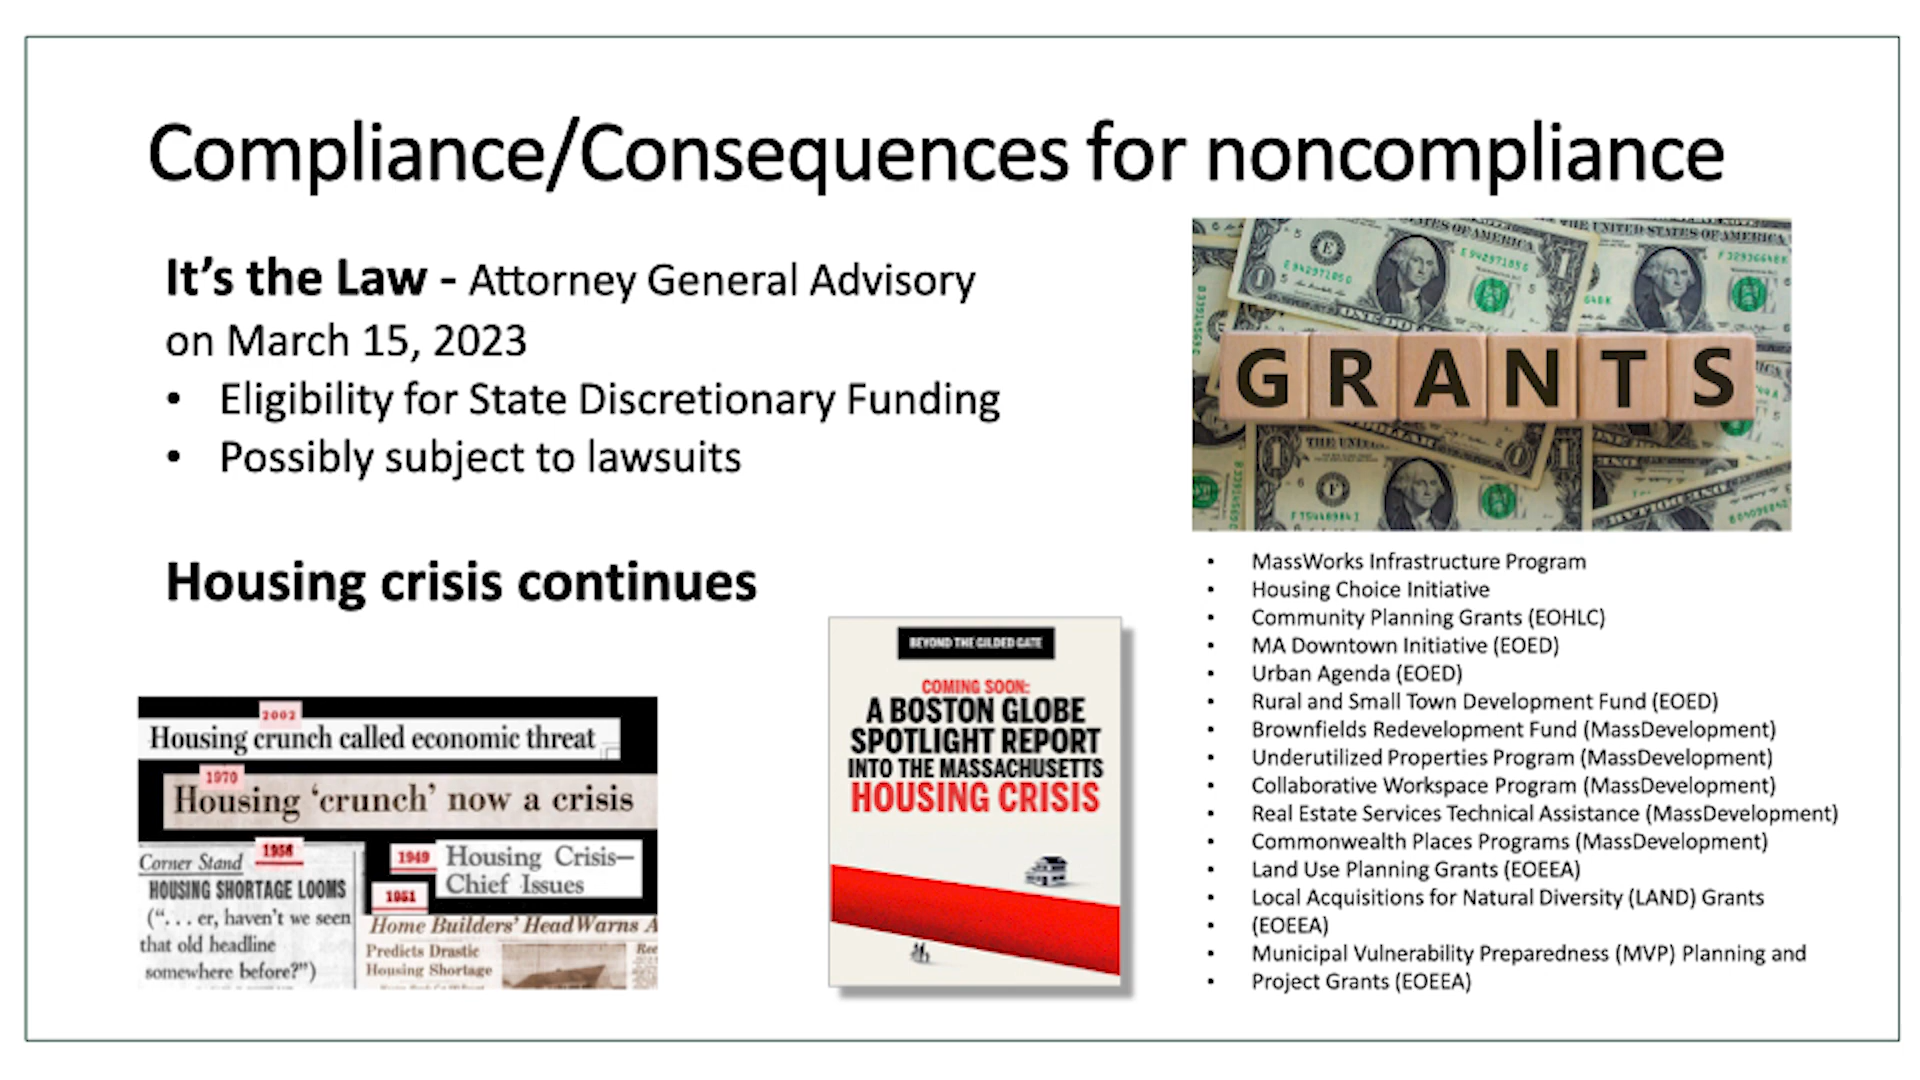 Compliance/Consequences for noncompliance
It's the Law - Attorney General Advisory
on March 15, 2023
• Eligibility for State Discretionary Funding
• Possibly subject to lawsuits
Housing crisis continues
2002
Housing crunch called economic threat
1970
Housing 'crunch' now a crisis
Corner Stand
HOUSING SHORTAGE LOOMS
(". . . er, haven't we seen
that old headline
somewhere before?")
1949
Housing Crisis—
Chief Issues
1951
Home Builders' Head Warns A
Predicts Drastic
Housing Shortage
BEYOND THE GILDED GATE
COMING SOON:
A BOSTON GLOBE
SPOTLIGHT REPORT
INTO THE MASSACHUSETTS
HOUSING CRISIS
GRANTS
• MassWorks Infrastructure Program
• Housing Choice Initiative
• Community Planning Grants (EOHLC)
• MA Downtown Initiative (EOED)
• Urban Agenda (EOED)
• Rural and Small Town Development Fund (EOED)
• Brownfields Redevelopment Fund (MassDevelopment)
• Underutilized Properties Program (MassDevelopment)
• Collaborative Workspace Program (MassDevelopment)
• Real Estate Services Technical Assistance (MassDevelopment)
• Commonwealth Places Programs (MassDevelopment)
• Land Use Planning Grants (EOEEA)
• Local Acquisitions for Natural Diversity (LAND) Grants
• (EOEEA)
• Municipal Vulnerability Preparedness (MVP) Planning and
• Project Grants (EOEEA)